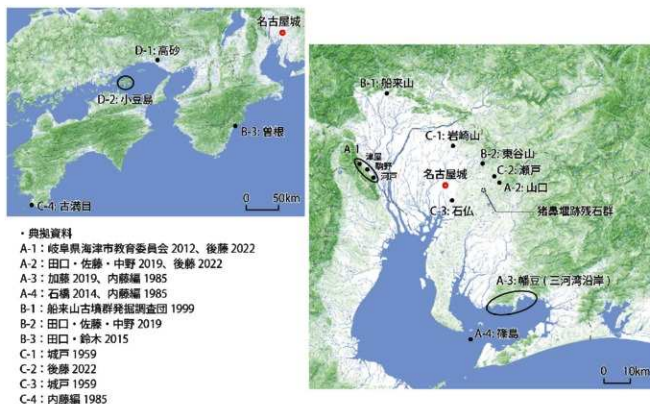 名古屋城
D-1：高砂
D-2：小豆島
B-3：曽根
C-4：古満目
0 50km
・典拠資料
A-1：岐阜県海津市教育委員会 2012、後藤 2022
A-2：田口・佐藤・中野 2019、後藤 2022
A-3：加藤 2019、内藤編 1985
A-4：石橋 2014、内藤編 1985
B-1：船来山古墳群発掘調査団 1999
B-2：田口・佐藤・中野 2019
B-3：田口・鈴木 2015
C-1：城戸 1959
C-2：後藤 2022
C-3：城戸 1959
C-4：内藤編 1985
B-1：船来山
C-1：岩崎山
A-1
津屋
駒野
河戸
B-2：東谷山
C-2：瀬戸
名古屋城
A-2：山口
C-3：石仏
猪鼻堰跡残石群
A-3：幡豆（三河湾沿岸）
A-4：篠島
0 10km